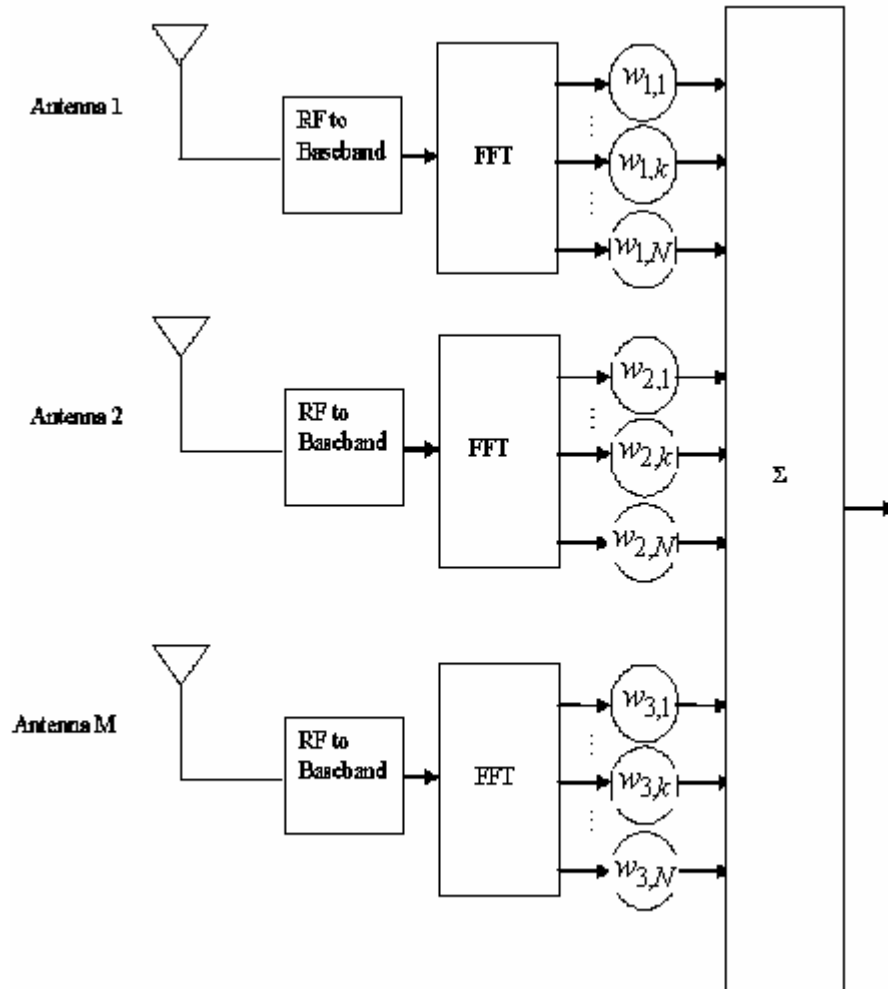 Antenna 1
RF to
Baseband
FFT
w1,1
w1,k
w1,N
Antenna 2
RF to
Baseband
FFT
w2,1
w2,k
w2,N
Σ
Antenna M
RF to
Baseband
FFT
w3,1
w3,k
w3,N